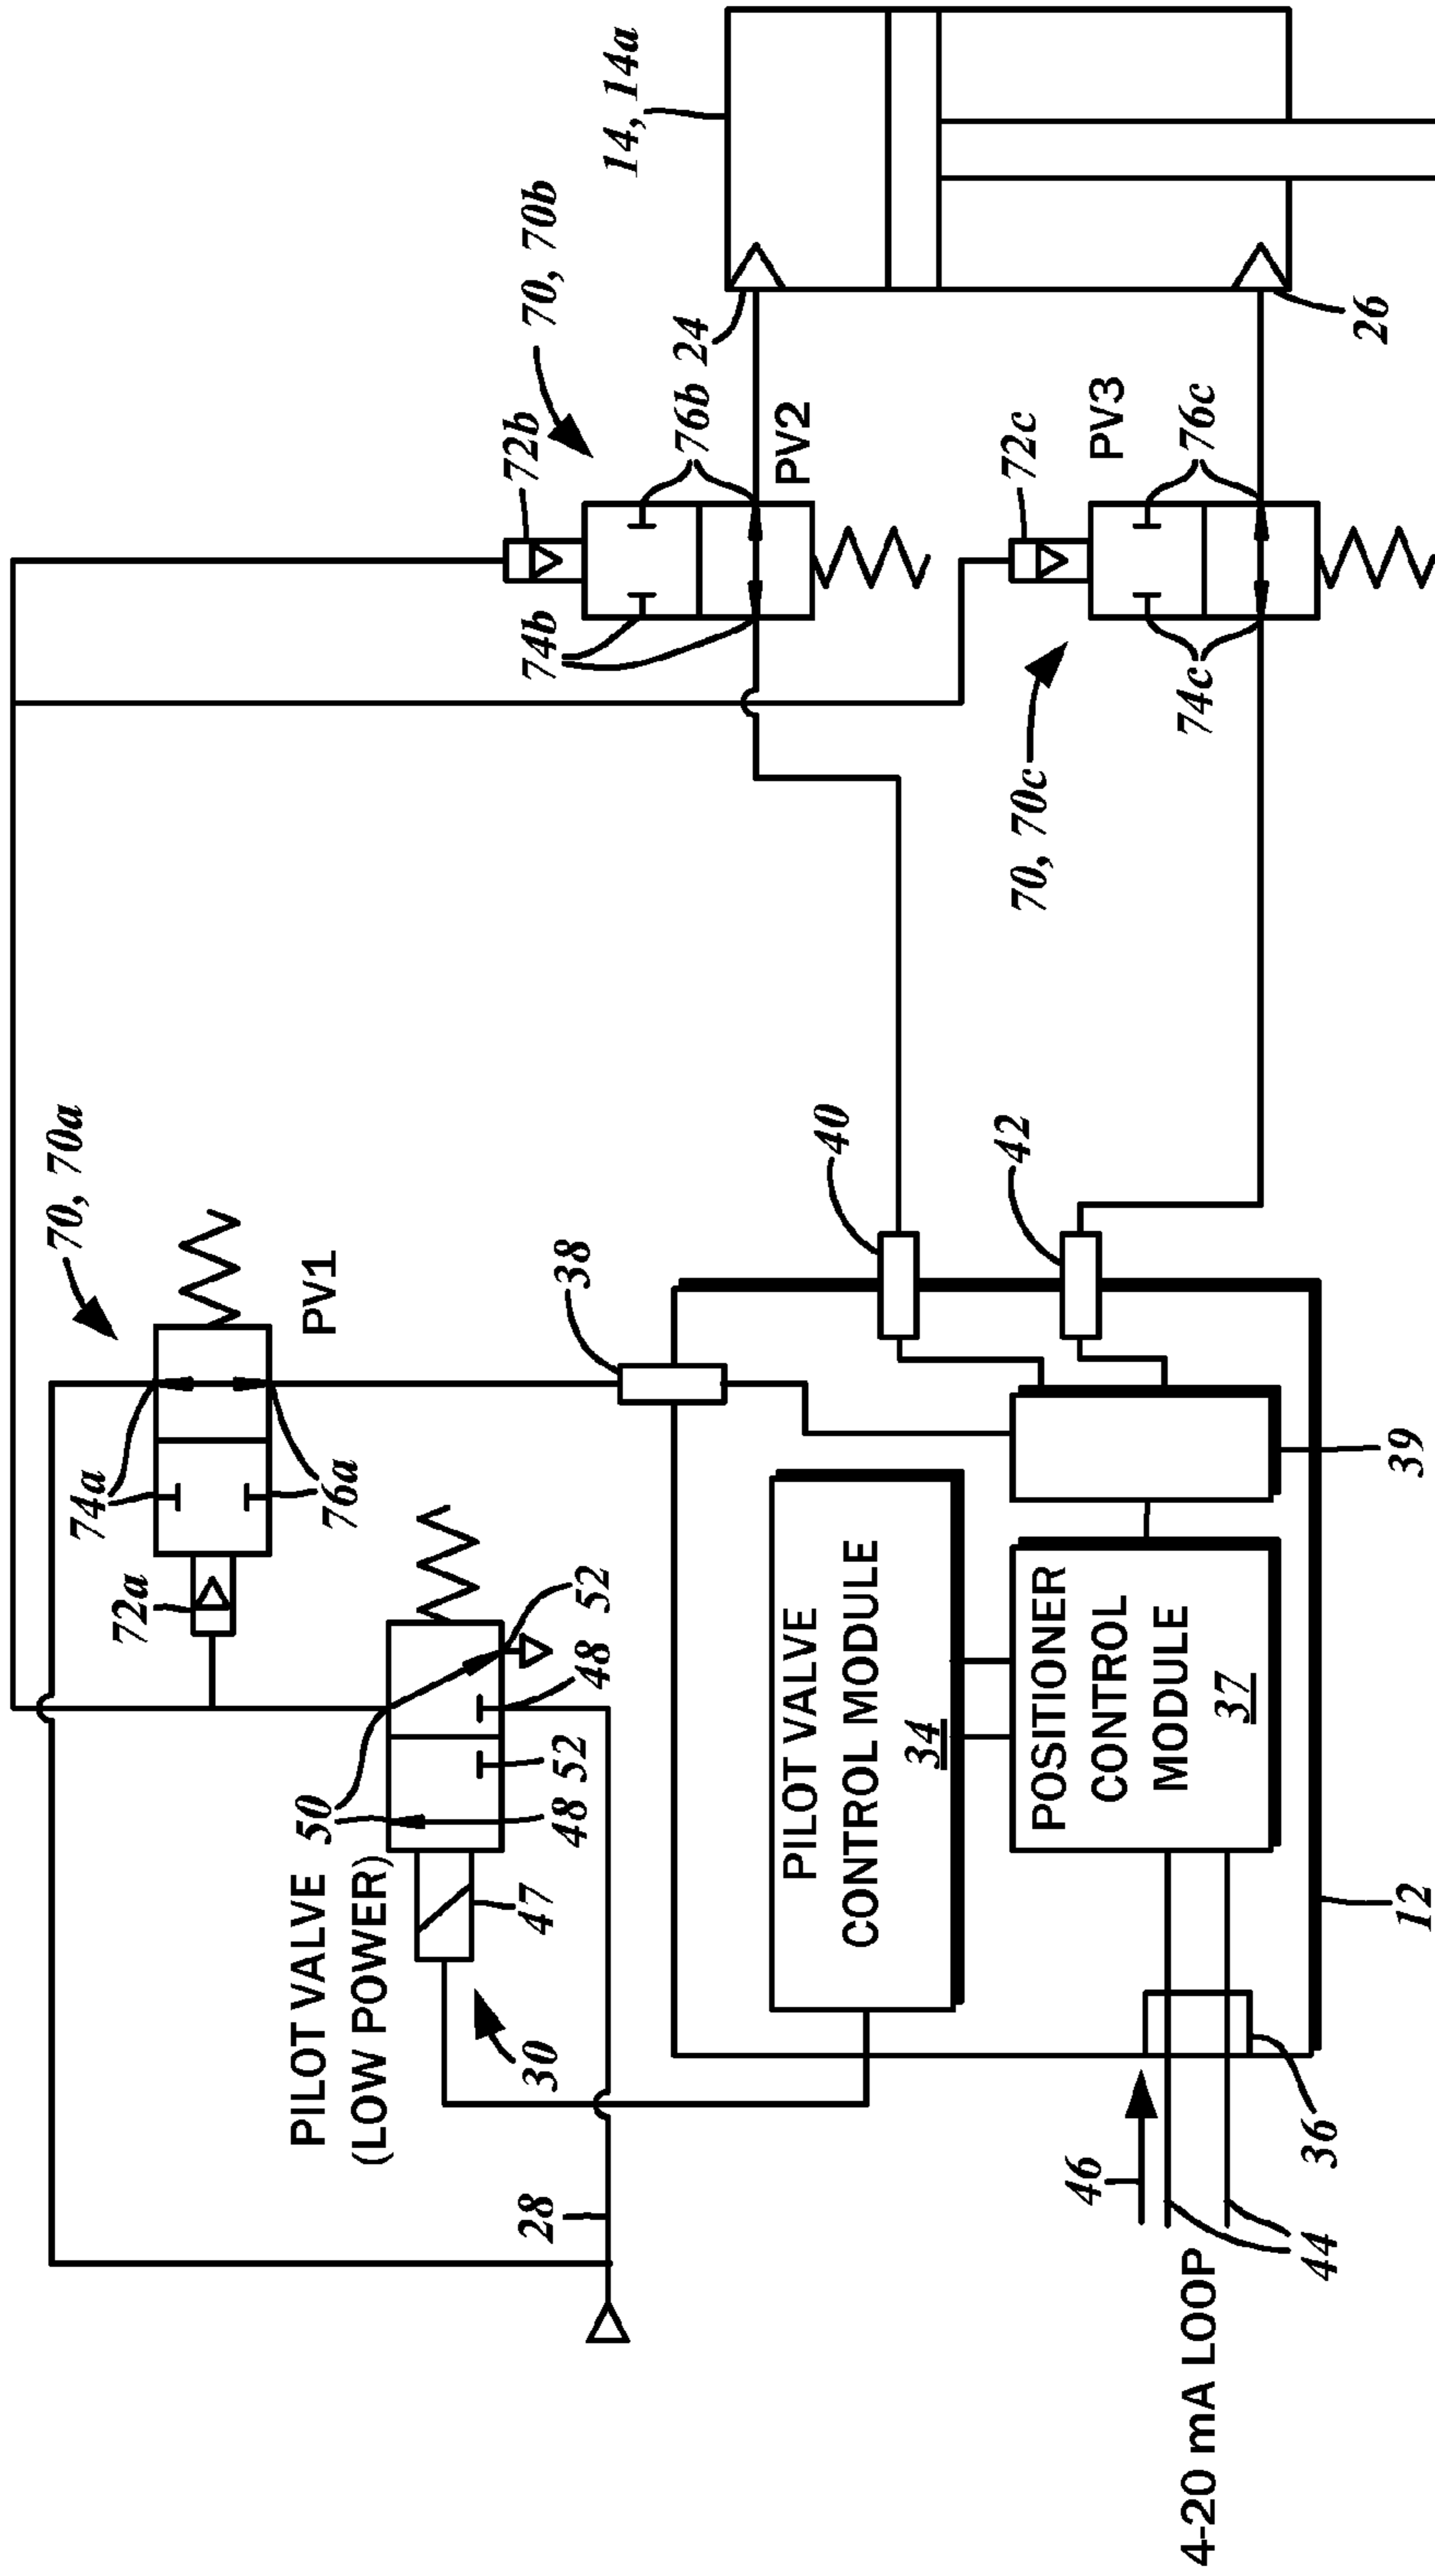 14, 14a
70, 70b
24
26
72b
76b
PV2
74b
72c
PV3
76c
74c
70, 70c
70, 70a
PV1
74a
76a
72a
38
40
42
39
52
48
50
52
48
47
PILOT VALVE
(LOW POWER)
30
28
PILOT VALVE
CONTROL MODULE
34
POSITIONER
CONTROL
MODULE
37
12
36
46
44
4-20 mA LOOP